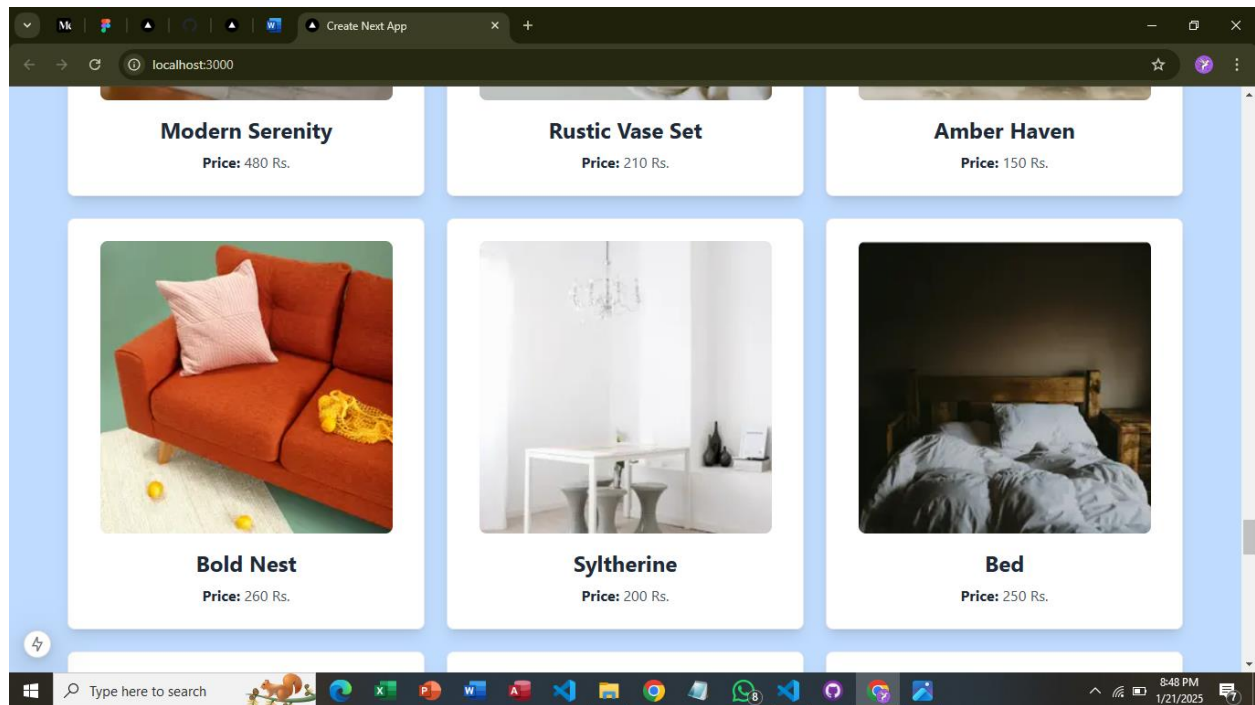 Create Next App
localhost:3000
Modern Serenity
Price: 480 Rs.
Rustic Vase Set
Price: 210 Rs.
Amber Haven
Price: 150 Rs.
Bold Nest
Price: 260 Rs.
Syltherine
Price: 200 Rs.
Bed
Price: 250 Rs.
Type here to search
8
8:48 PM
1/21/2025
7